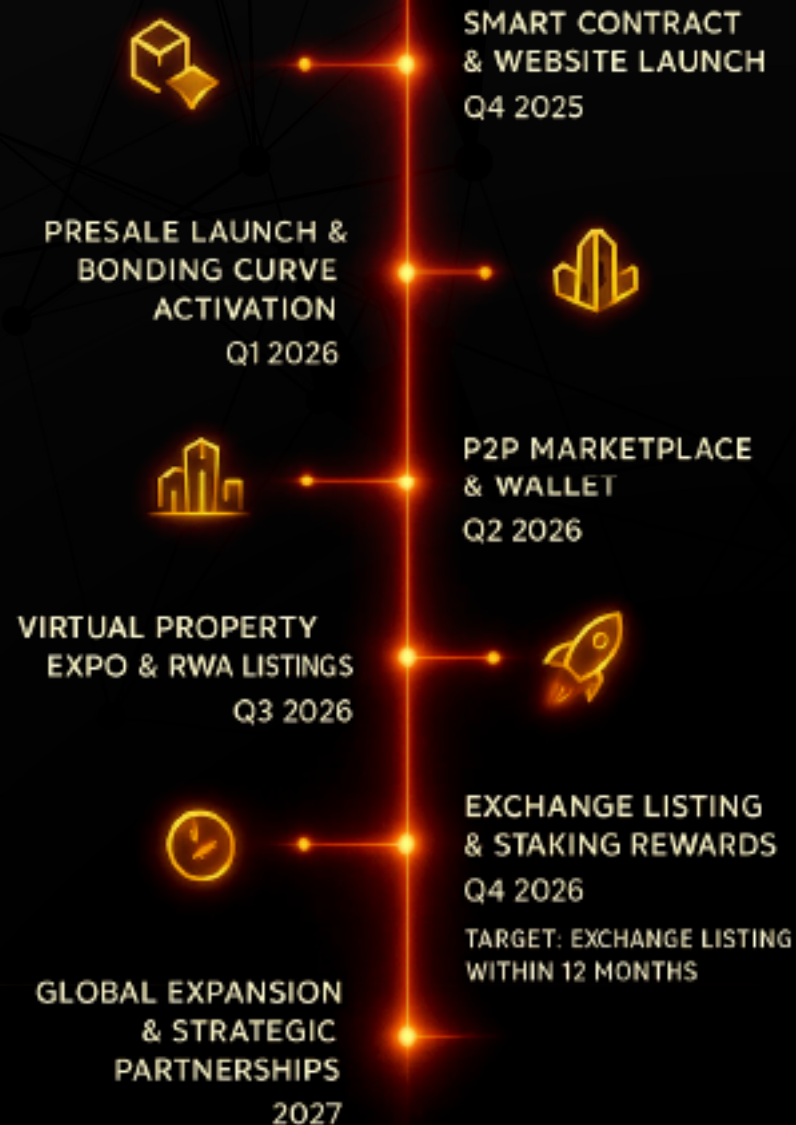 SMART CONTRACT
& WEBSITE LAUNCH
Q4 2025
PRESALE LAUNCH &
BONDING CURVE
ACTIVATION
Q1 2026
P2P MARKETPLACE
& WALLET
Q2 2026
VIRTUAL PROPERTY
EXPO & RWA LISTINGS
Q3 2026
EXCHANGE LISTING
& STAKING REWARDS
Q4 2026
TARGET: EXCHANGE LISTING
WITHIN 12 MONTHS
GLOBAL EXPANSION
& STRATEGIC
PARTNERSHIPS
2027